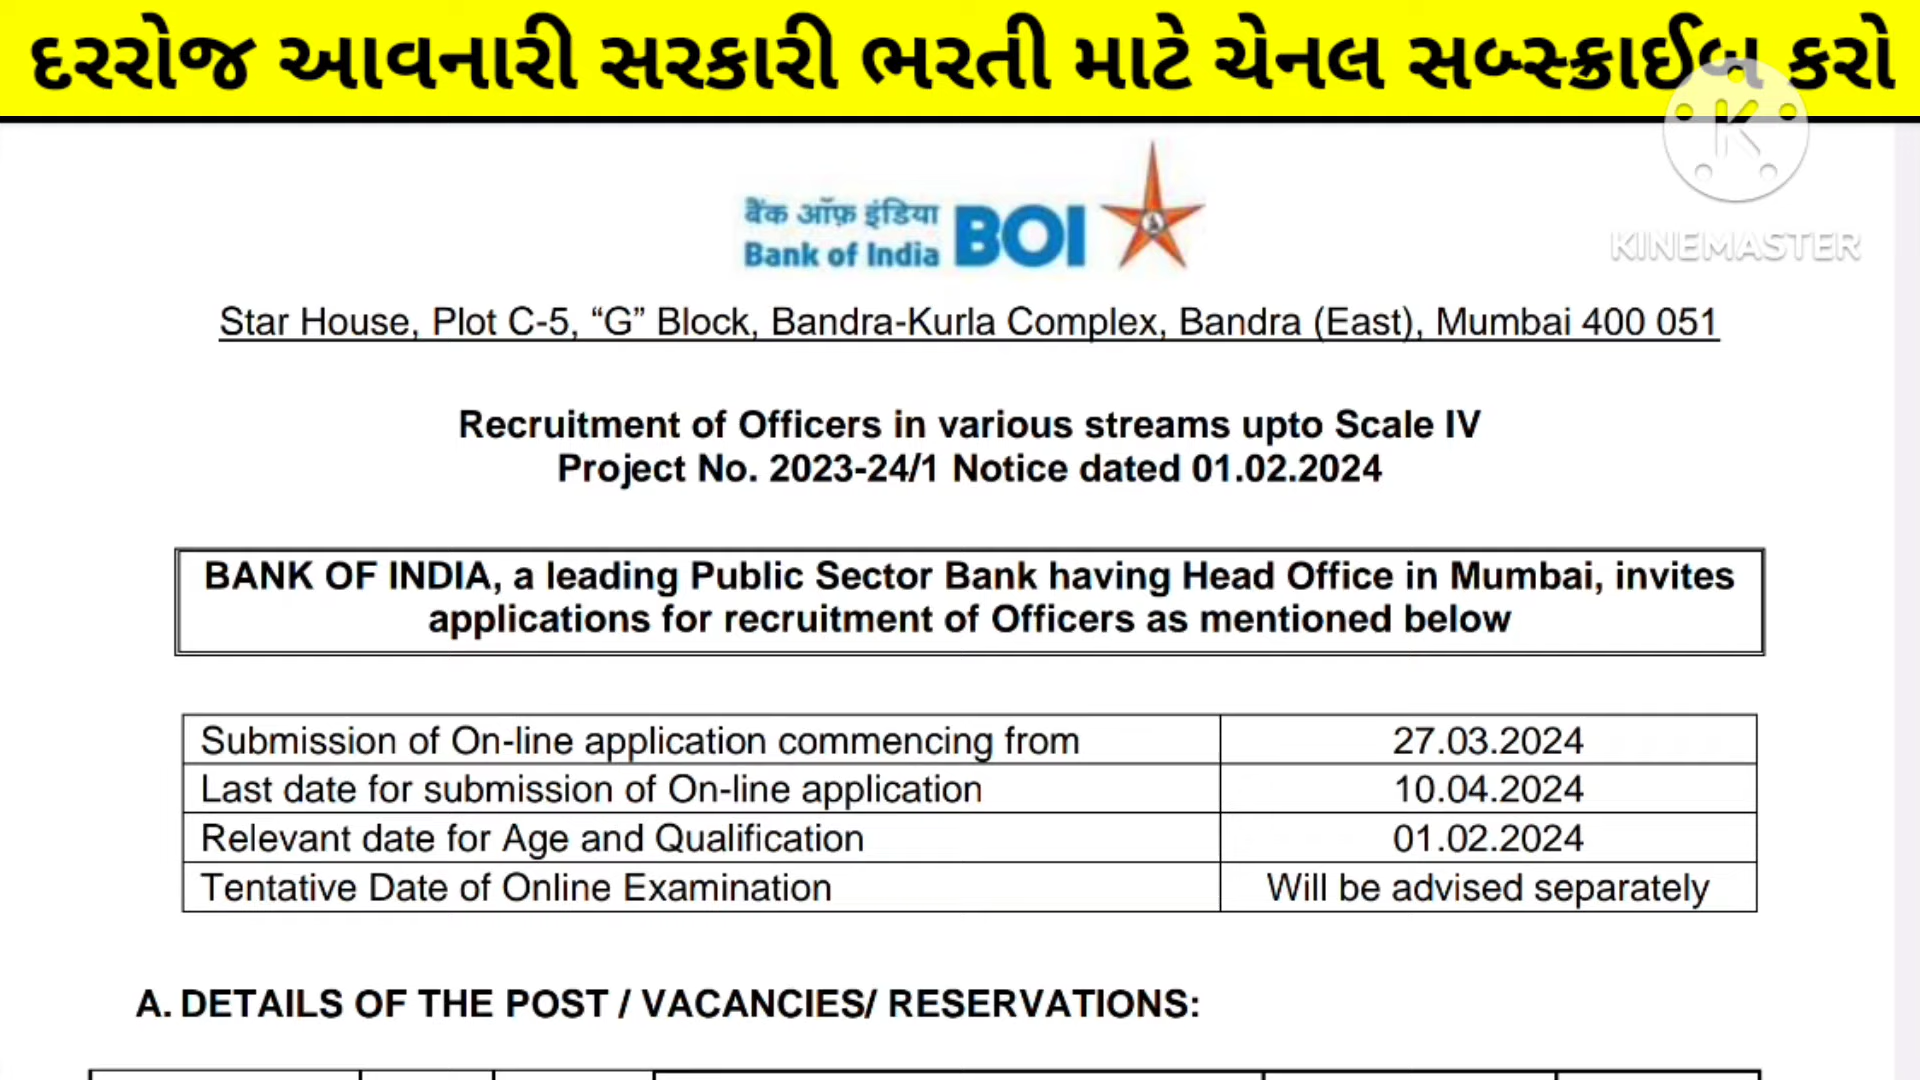 દરરોજ આવનારી સરકારી ભરતી માટે ચેનલ સબ્સ્ક્રાઈબ કરો
KINEMASTER
बैंक ऑफ़ इंडिया BOI
Bank of India
Star House, Plot C-5, “G” Block, Bandra-Kurla Complex, Bandra (East), Mumbai 400 051
Recruitment of Officers in various streams upto Scale IV
Project No. 2023-24/1 Notice dated 01.02.2024
BANK OF INDIA, a leading Public Sector Bank having Head Office in Mumbai, invites
applications for recruitment of Officers as mentioned below
Submission of On-line application commencing from 27.03.2024
Last date for submission of On-line application 10.04.2024
Relevant date for Age and Qualification 01.02.2024
Tentative Date of Online Examination Will be advised separately
A. DETAILS OF THE POST / VACANCIES/ RESERVATIONS: